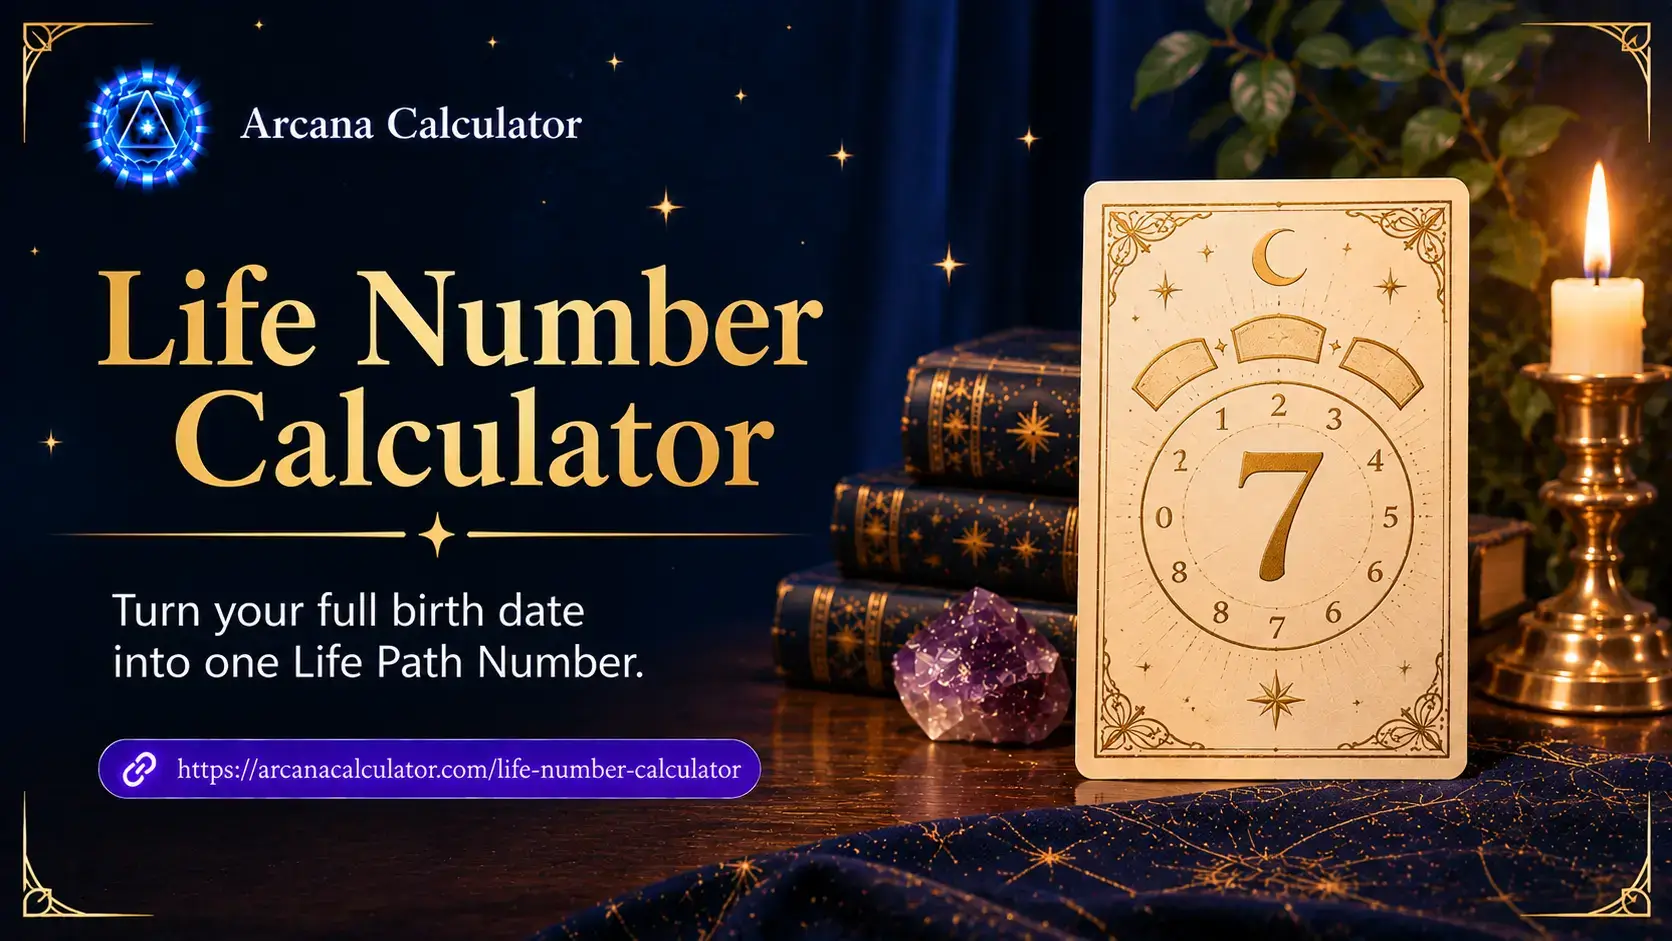 Arcana Calculator
Life Number
Calculator
Turn your full birth date
into one Life Path Number.
https://arcanacalculator.com/life-number-calculator
2
1 3
2 4
7
0 5
8 6
8 6
7